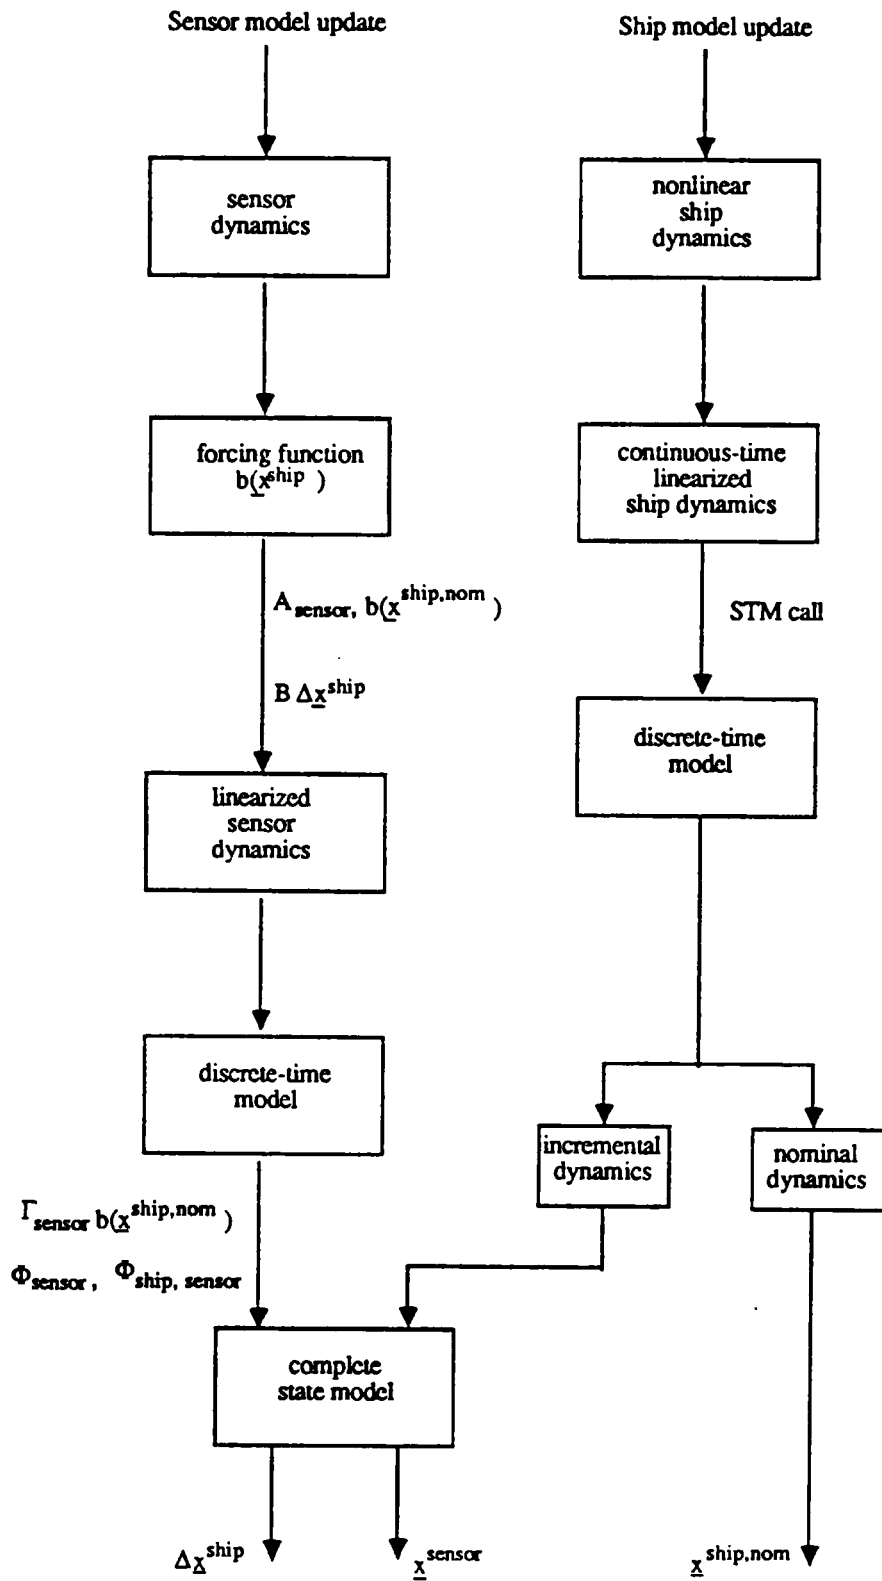 Sensor model update
Ship model update
sensor
dynamics
nonlinear
ship
dynamics
forcing function
b(x^ship )
continuous-time
linearized
ship dynamics
A_sensor, b(x^ship,nom )
STM call
B Δx^ship
discrete-time
model
linearized
sensor
dynamics
discrete-time
model
incremental
dynamics
nominal
dynamics
Γ_sensor b(x^ship,nom )
Φ_sensor , Φ_ship, sensor
complete
state model
Δx^ship
x^sensor
x^ship,nom